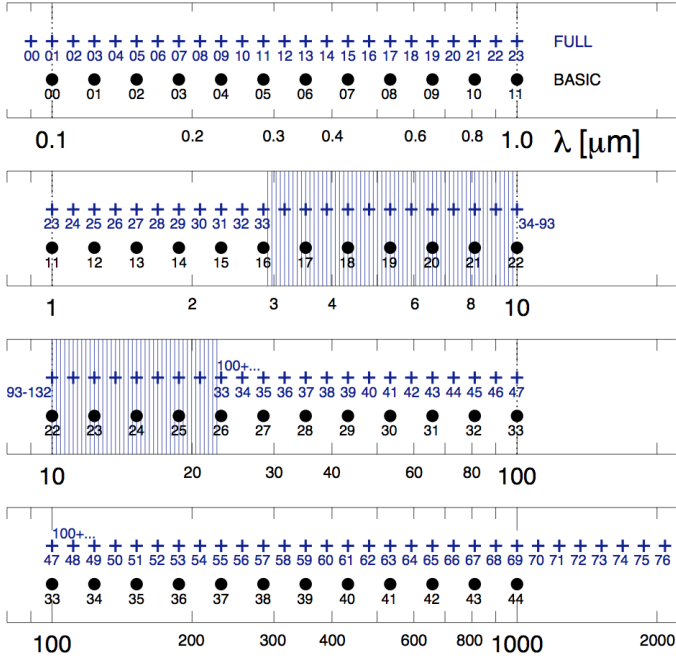 FULL
00 01 02 03 04 05 06 07 08 09 10 11 12 13 14 15 16 17 18 19 20 21 22 23
BASIC
00 01 02 03 04 05 06 07 08 09 10 11
0.1 0.2 0.3 0.4 0.6 0.8 1.0 λ [μm]
23 24 25 26 27 28 29 30 31 32 33 34-93
11 12 13 14 15 16 17 18 19 20 21 22
1 2 3 4 6 8 10
100+...
93-132 33 34 35 36 37 38 39 40 41 42 43 44 45 46 47
22 23 24 25 26 27 28 29 30 31 32 33
10 20 30 40 60 80 100
100+...
47 48 49 50 51 52 53 54 55 56 57 58 59 60 61 62 63 64 65 66 67 68 69 70 71 72 73 74 75 76
33 34 35 36 37 38 39 40 41 42 43 44
100 200 300 400 600 800 1000 2000